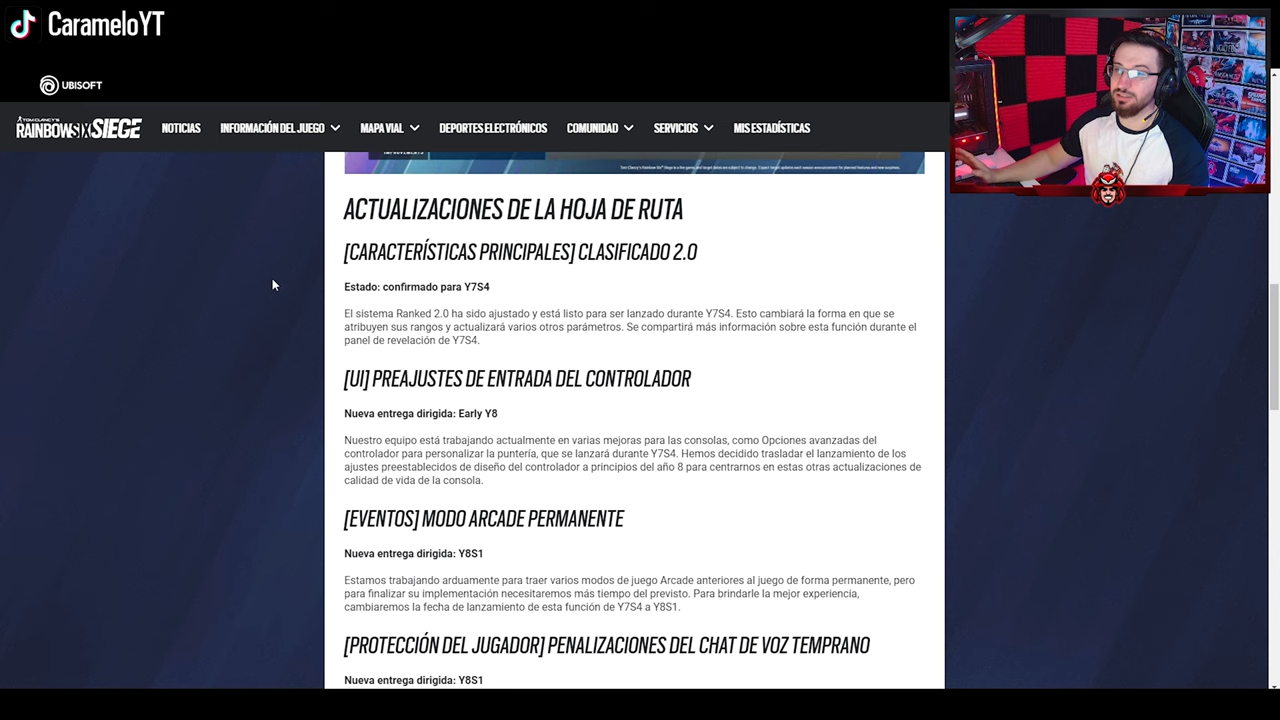 CarameloYT
UBISOFT
TOM CLANCY'S
RAINBOWSIX SIEGE
NOTICIAS
INFORMACIÓN DEL JUEGO
MAPA VIAL
DEPORTES ELECTRÓNICOS
COMUNIDAD
SERVICIOS
MIS ESTADÍSTICAS
ACTUALIZACIONES DE LA HOJA DE RUTA
[CARACTERÍSTICAS PRINCIPALES] CLASIFICADO 2.0
Estado: confirmado para Y7S4
El sistema Ranked 2.0 ha sido ajustado y está listo para ser lanzado durante Y7S4. Esto cambiará la forma en que se
atribuyen sus rangos y actualizará varios otros parámetros. Se compartirá más información sobre esta función durante el
panel de revelación de Y7S4.
[UI] PREAJUSTES DE ENTRADA DEL CONTROLADOR
Nueva entrega dirigida: Early Y8
Nuestro equipo está trabajando actualmente en varias mejoras para las consolas, como Opciones avanzadas del
controlador para personalizar la puntería, que se lanzará durante Y7S4. Hemos decidido trasladar el lanzamiento de los
ajustes preestablecidos de diseño del controlador a principios del año 8 para centrarnos en estas otras actualizaciones de
calidad de vida de la consola.
[EVENTOS] MODO ARCADE PERMANENTE
Nueva entrega dirigida: Y8S1
Estamos trabajando arduamente para traer varios modos de juego Arcade anteriores al juego de forma permanente, pero
para finalizar su implementación necesitaremos más tiempo del previsto. Para brindarle la mejor experiencia,
cambiaremos la fecha de lanzamiento de esta función de Y7S4 a Y8S1.
[PROTECCIÓN DEL JUGADOR] PENALIZACIONES DEL CHAT DE VOZ TEMPRANO
Nueva entrega dirigida: Y8S1